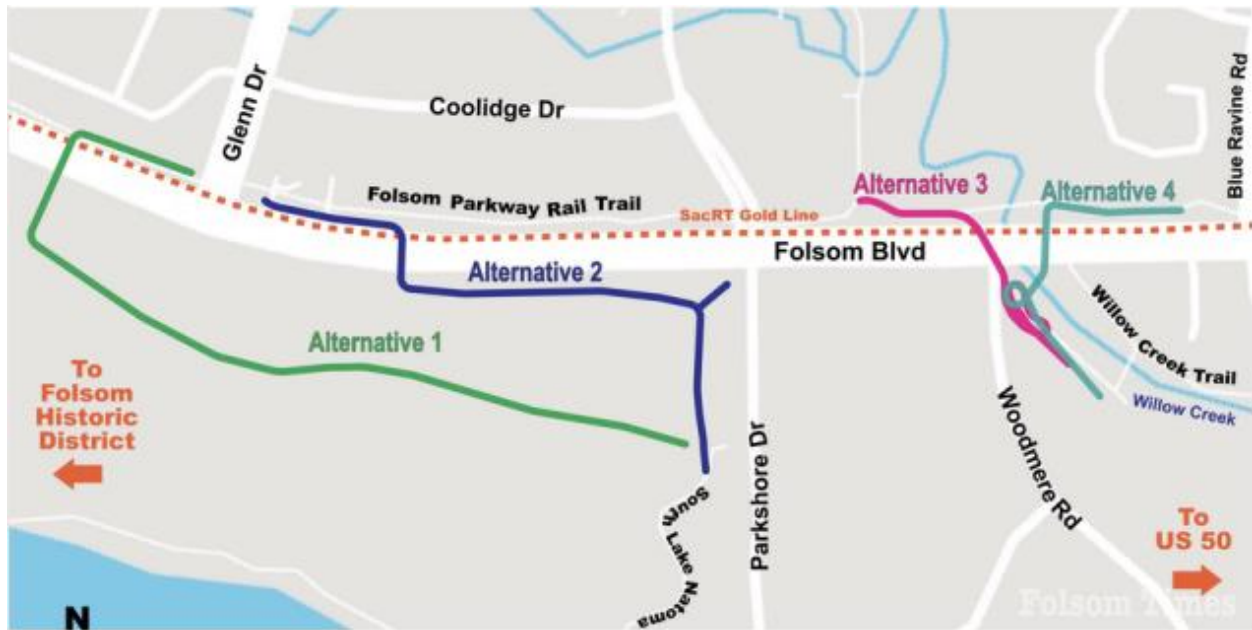 Glenn Dr
Coolidge Dr
Blue Ravine Rd
Folsom Parkway Rail Trail
SacRT Gold Line
Alternative 3
Alternative 4
Folsom Blvd
Alternative 2
Alternative 1
To
Folsom
Historic
District
Willow Creek Trail
Willow Creek
Woodmere Rd
Parkshore Dr
South Lake Natoma
To
US 50
Folsom Times
N